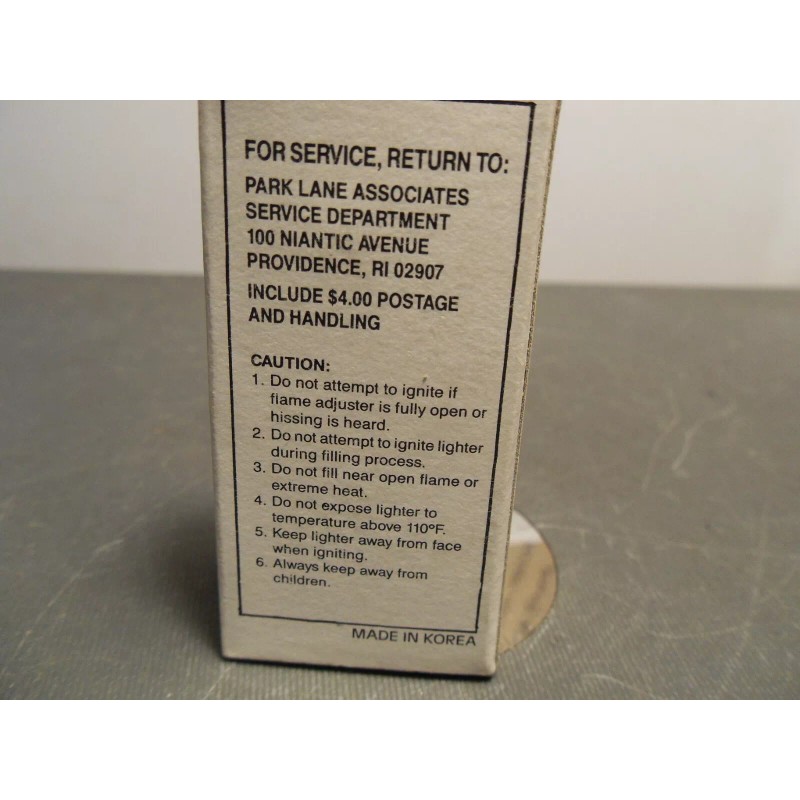 FOR SERVICE, RETURN TO:
PARK LANE ASSOCIATES
SERVICE DEPARTMENT
100 NIANTIC AVENUE
PROVIDENCE, RI 02907
INCLUDE $4.00 POSTAGE
AND HANDLING
CAUTION:
1. Do not attempt to ignite if
flame adjuster is fully open or
hissing is heard.
2. Do not attempt to ignite lighter
during filling process.
3. Do not fill near open flame or
extreme heat.
4. Do not expose lighter to
temperature above 110°F.
5. Keep lighter away from face
when igniting.
6. Always keep away from
children.
MADE IN KOREA